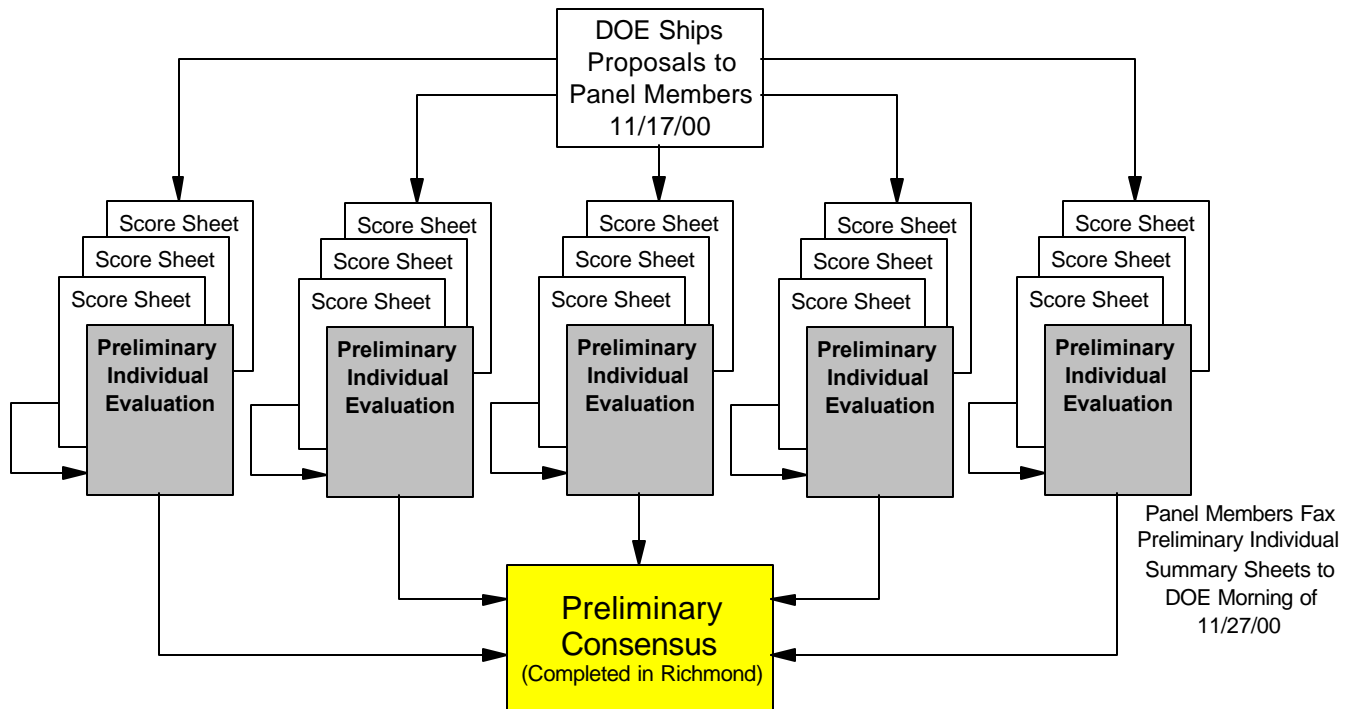 DOE Ships
Proposals to
Panel Members
11/17/00
Score Sheet
Score Sheet
Score Sheet
Preliminary
Individual
Evaluation
Score Sheet
Score Sheet
Score Sheet
Preliminary
Individual
Evaluation
Score Sheet
Score Sheet
Score Sheet
Preliminary
Individual
Evaluation
Score Sheet
Score Sheet
Score Sheet
Preliminary
Individual
Evaluation
Score Sheet
Score Sheet
Score Sheet
Preliminary
Individual
Evaluation
Panel Members Fax
Preliminary Individual
Summary Sheets to
DOE Morning of
11/27/00
Preliminary
Consensus
(Completed in Richmond)